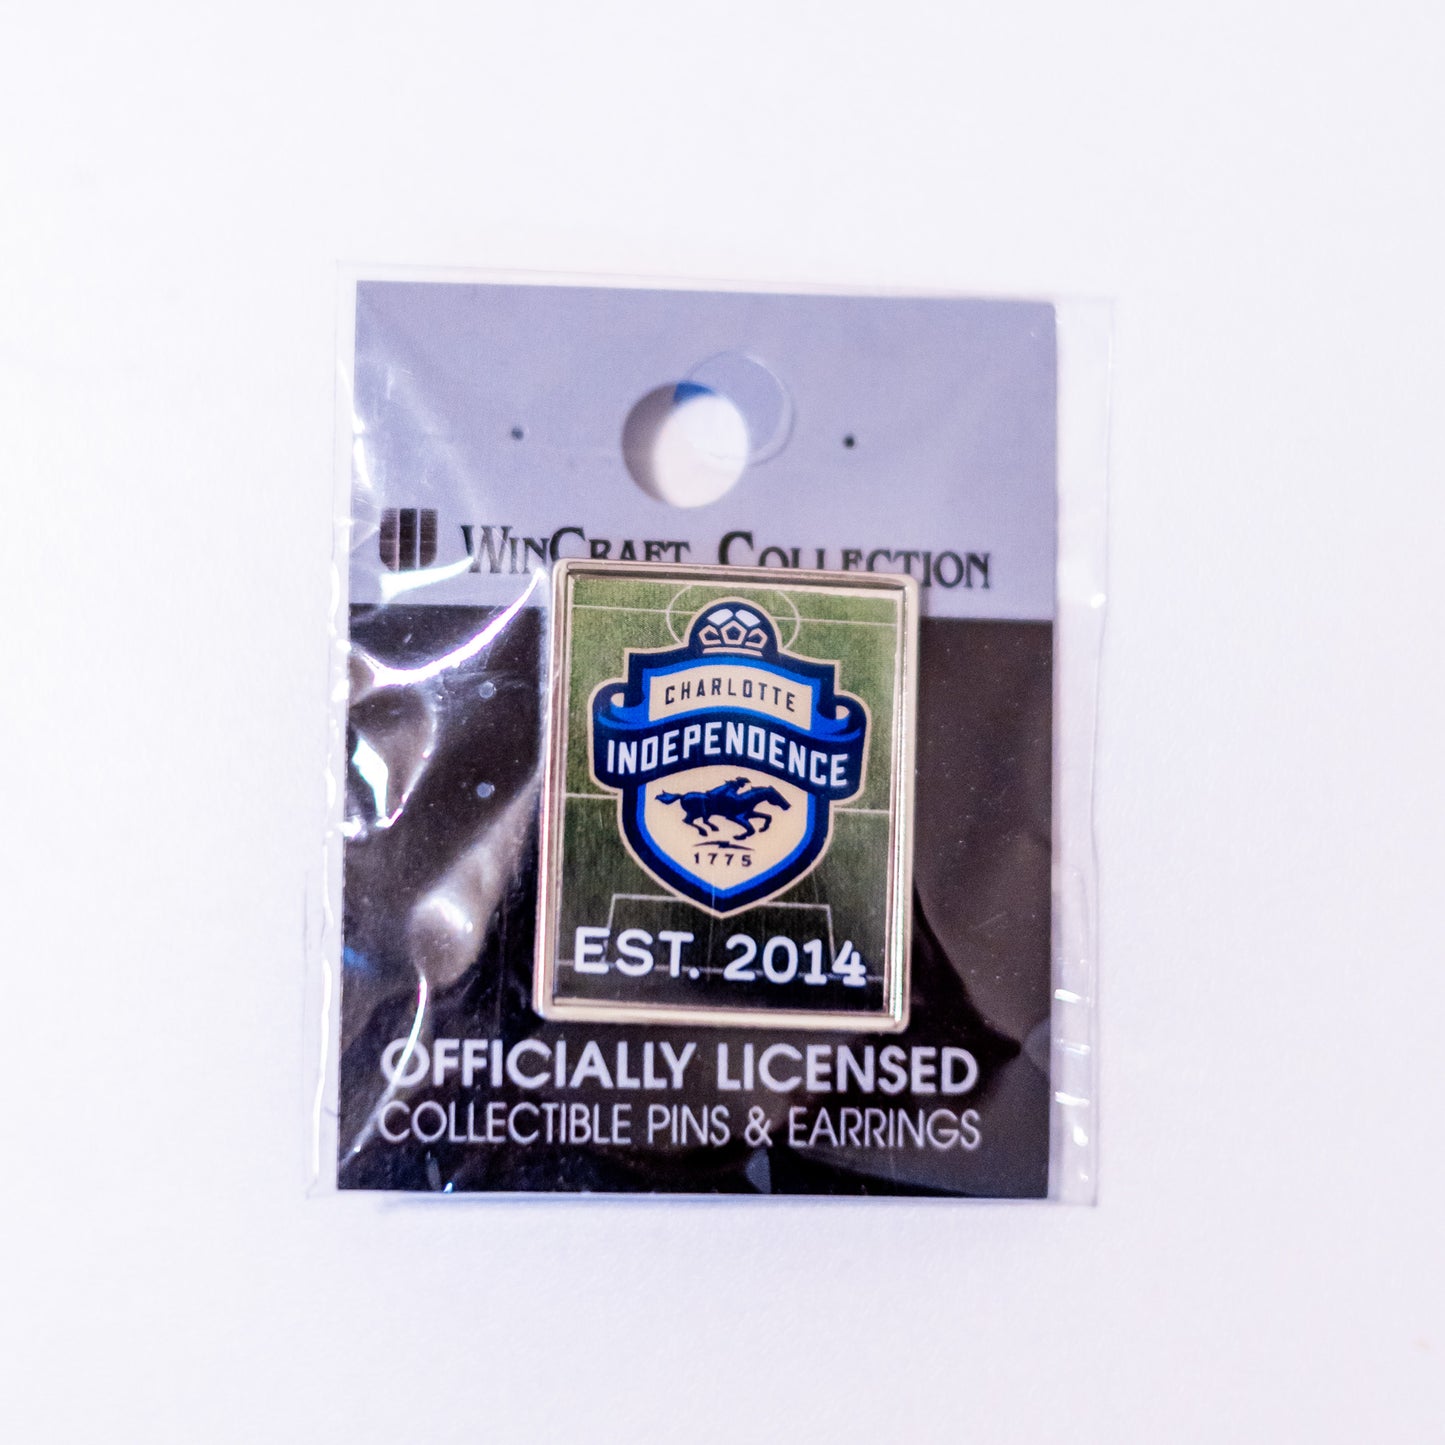 WINCRAFT COLLECTION
CHARLOTTE
INDEPENDENCE
1775
EST. 2014
OFFICIALLY LICENSED
COLLECTIBLE PINS & EARRINGS